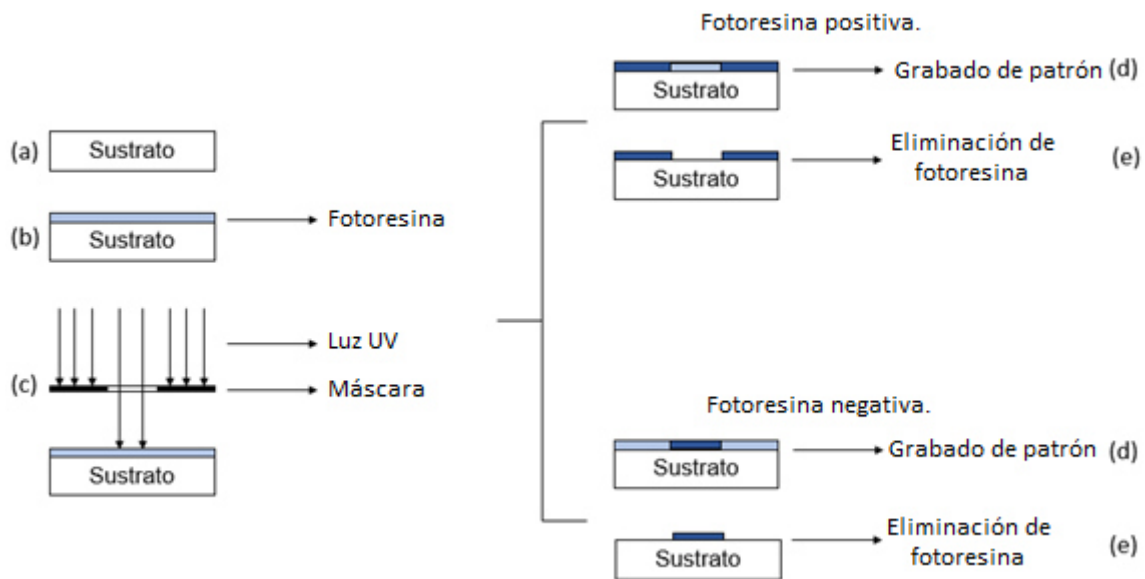 (a)
Sustrato
(b)
Fotoresina
Sustrato
(c)
Luz UV
Máscara
Sustrato
Fotoresina positiva.
Grabado de patrón (d)
Sustrato
Eliminación de
fotoresina
(e)
Sustrato
Fotoresina negativa.
Grabado de patrón (d)
Sustrato
Eliminación de
fotoresina
(e)
Sustrato